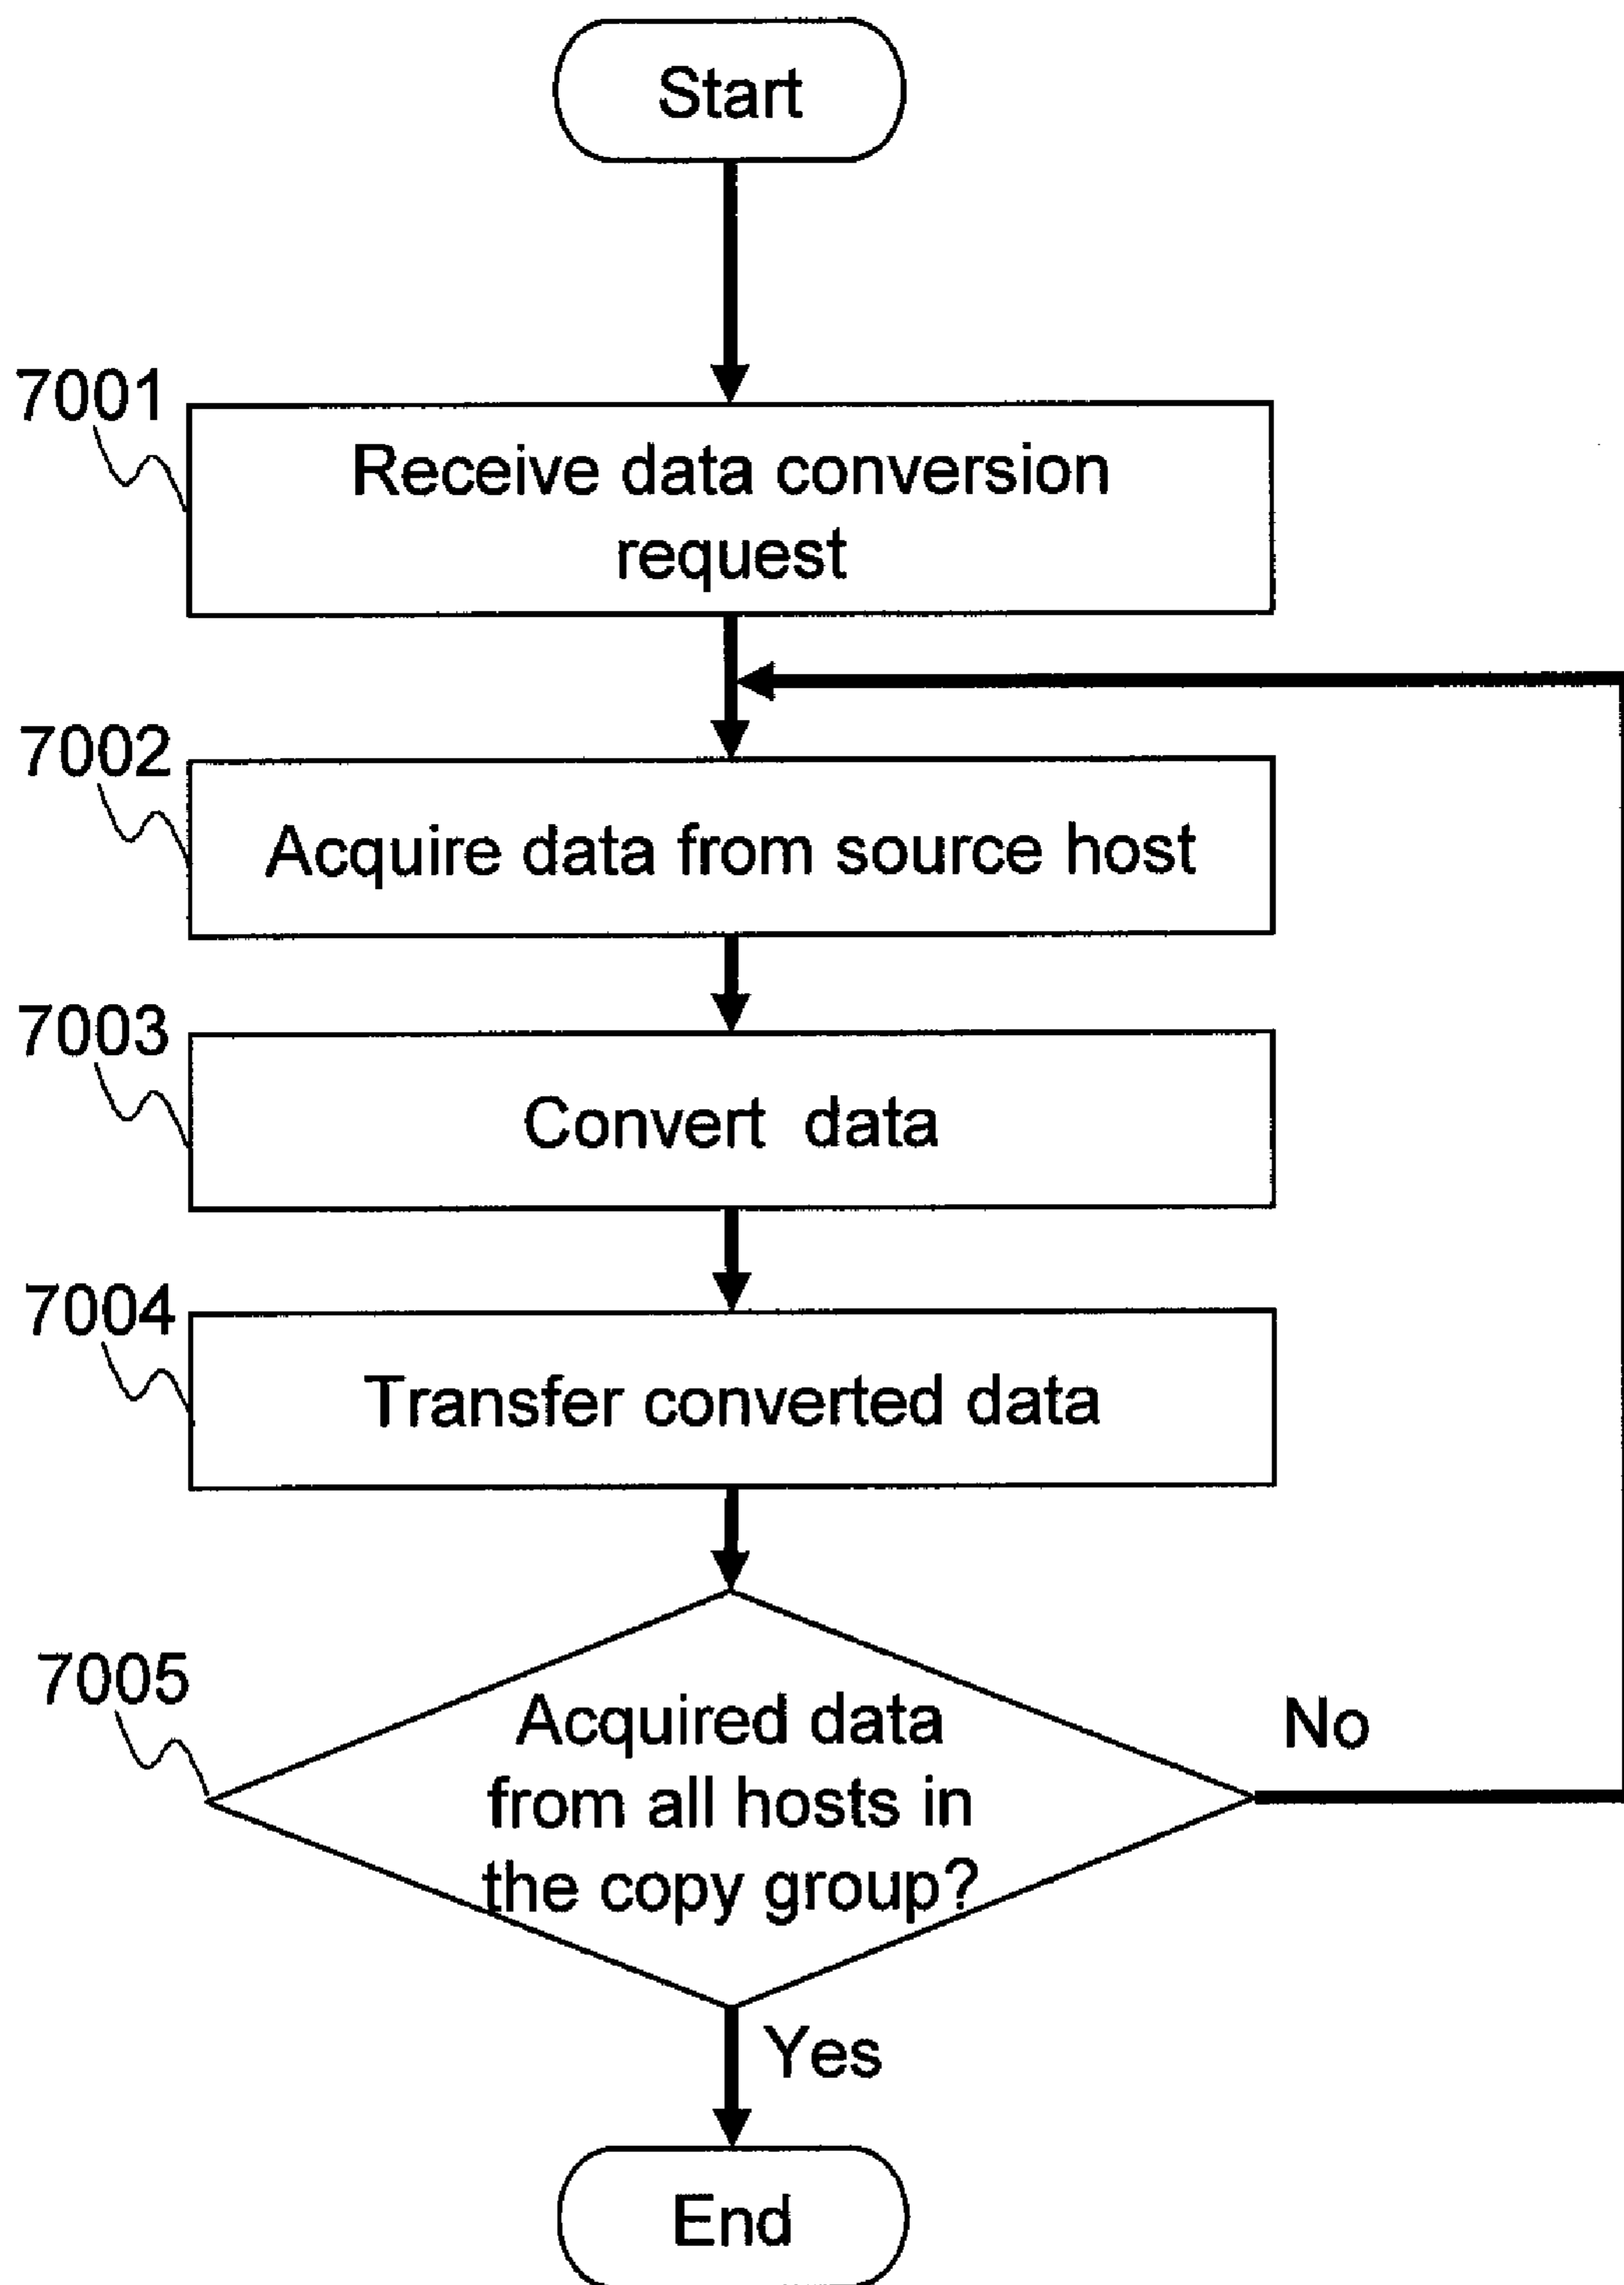 Start
7001
Receive data conversion
request
7002
Acquire data from source host
7003
Convert data
7004
Transfer converted data
7005
Acquired data
from all hosts in
the copy group?
No
Yes
End